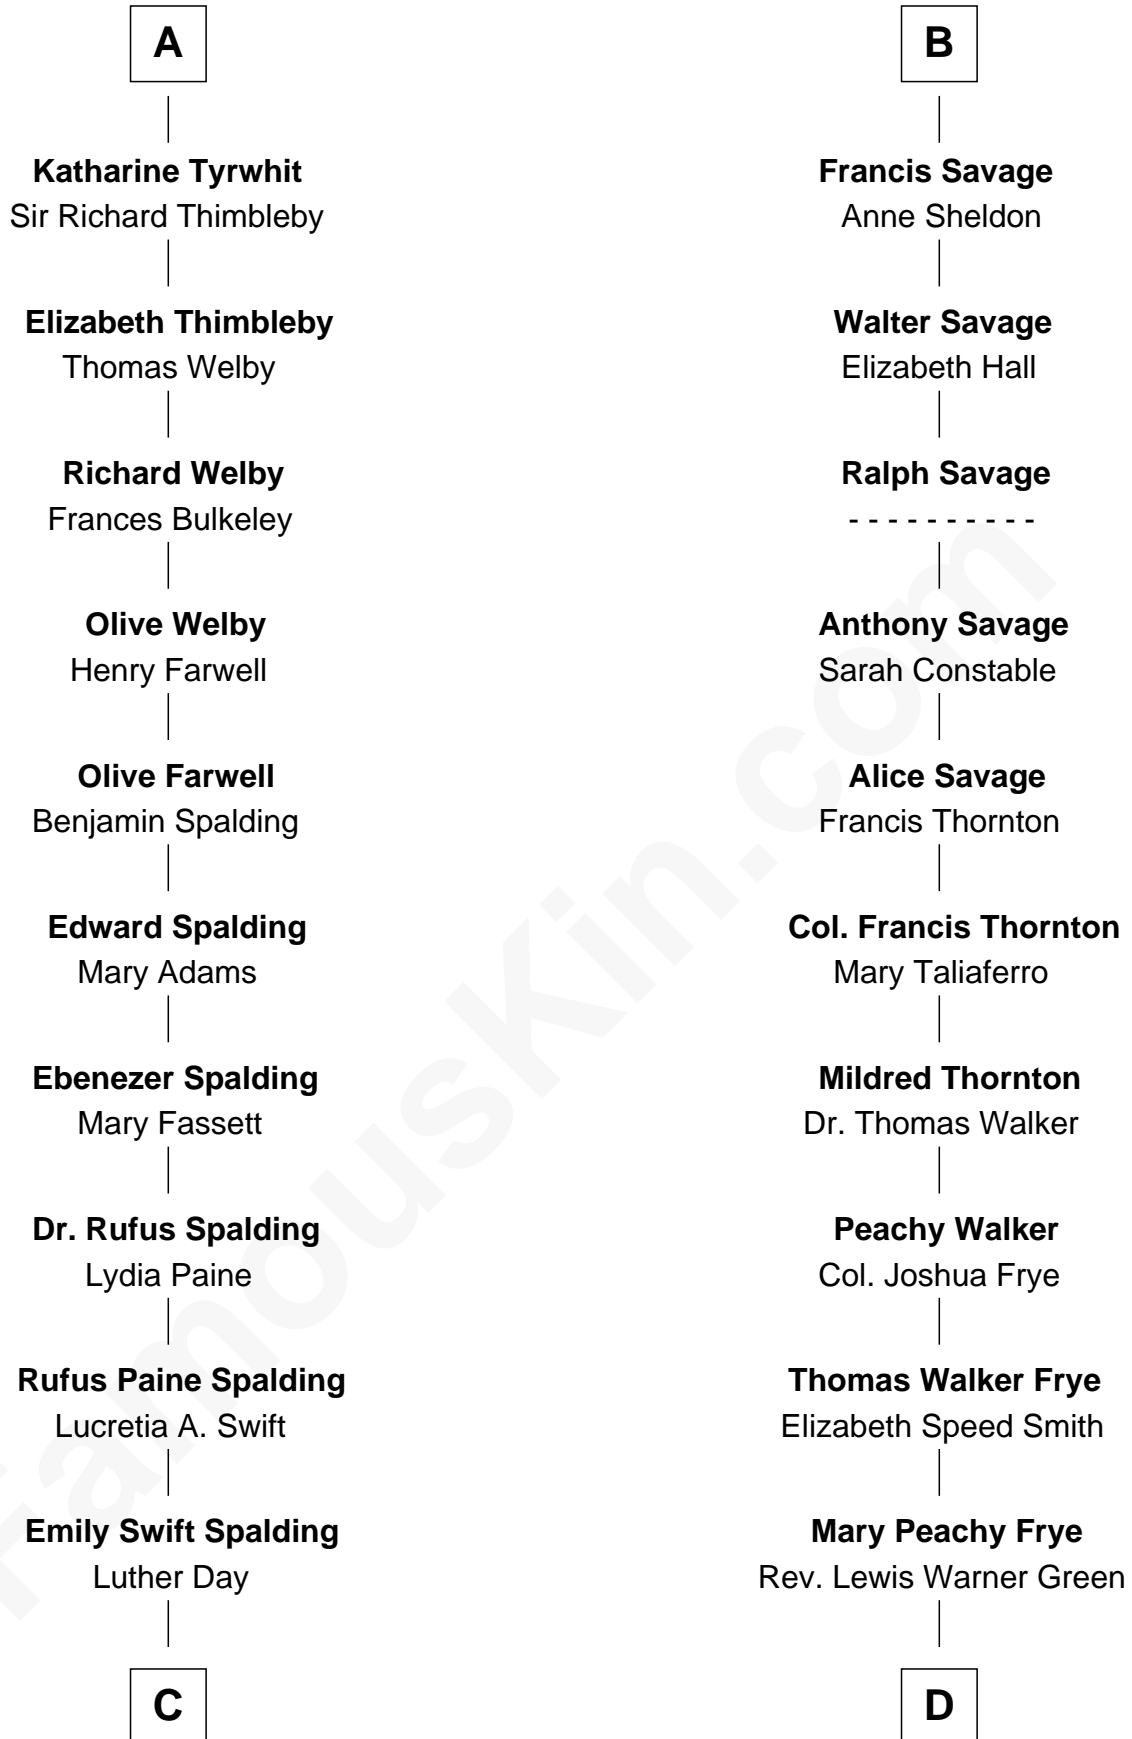 A
Katharine Tyrwhit
Sir Richard Thimbleby
Elizabeth Thimbleby
Thomas Welby
Richard Welby
Frances Bulkeley
Olive Welby
Henry Farwell
Olive Farwell
Benjamin Spalding
Edward Spalding
Mary Adams
Ebenezer Spalding
Mary Fassett
Dr. Rufus Spalding
Lydia Paine
Rufus Paine Spalding
Lucretia A. Swift
Emily Swift Spalding
Luther Day
C
B
Francis Savage
Anne Sheldon
Walter Savage
Elizabeth Hall
Ralph Savage
- - - - - - - - - -
Anthony Savage
Sarah Constable
Alice Savage
Francis Thornton
Col. Francis Thornton
Mary Taliaferro
Mildred Thornton
Dr. Thomas Walker
Peachy Walker
Col. Joshua Frye
Thomas Walker Frye
Elizabeth Speed Smith
Mary Peachy Frye
Rev. Lewis Warner Green
D
FamousKin.com